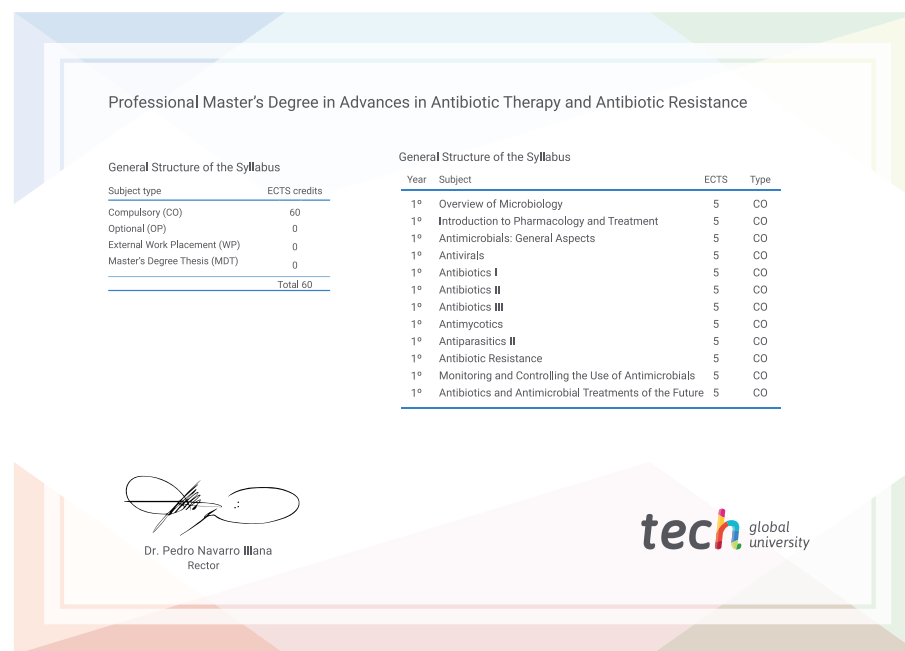 Professional Master's Degree in Advances in Antibiotic Therapy and Antibiotic Resistance
General Structure of the Syllabus
Subject type ECTS credits
Compulsory (CO) 60
Optional (OP) 0
External Work Placement (WP) 0
Master's Degree Thesis (MDT) 0
Total 60
General Structure of the Syllabus
Year Subject ECTS Type
1º Overview of Microbiology 5 CO
1º Introduction to Pharmacology and Treatment 5 CO
1º Antimicrobials: General Aspects 5 CO
1º Antivirals 5 CO
1º Antibiotics I 5 CO
1º Antibiotics II 5 CO
1º Antibiotics III 5 CO
1º Antimycotics 5 CO
1º Antiparasitics II 5 CO
1º Antibiotic Resistance 5 CO
1º Monitoring and Controlling the Use of Antimicrobials 5 CO
1º Antibiotics and Antimicrobial Treatments of the Future 5 CO
Dr. Pedro Navarro Illana
Rector
tech global
university